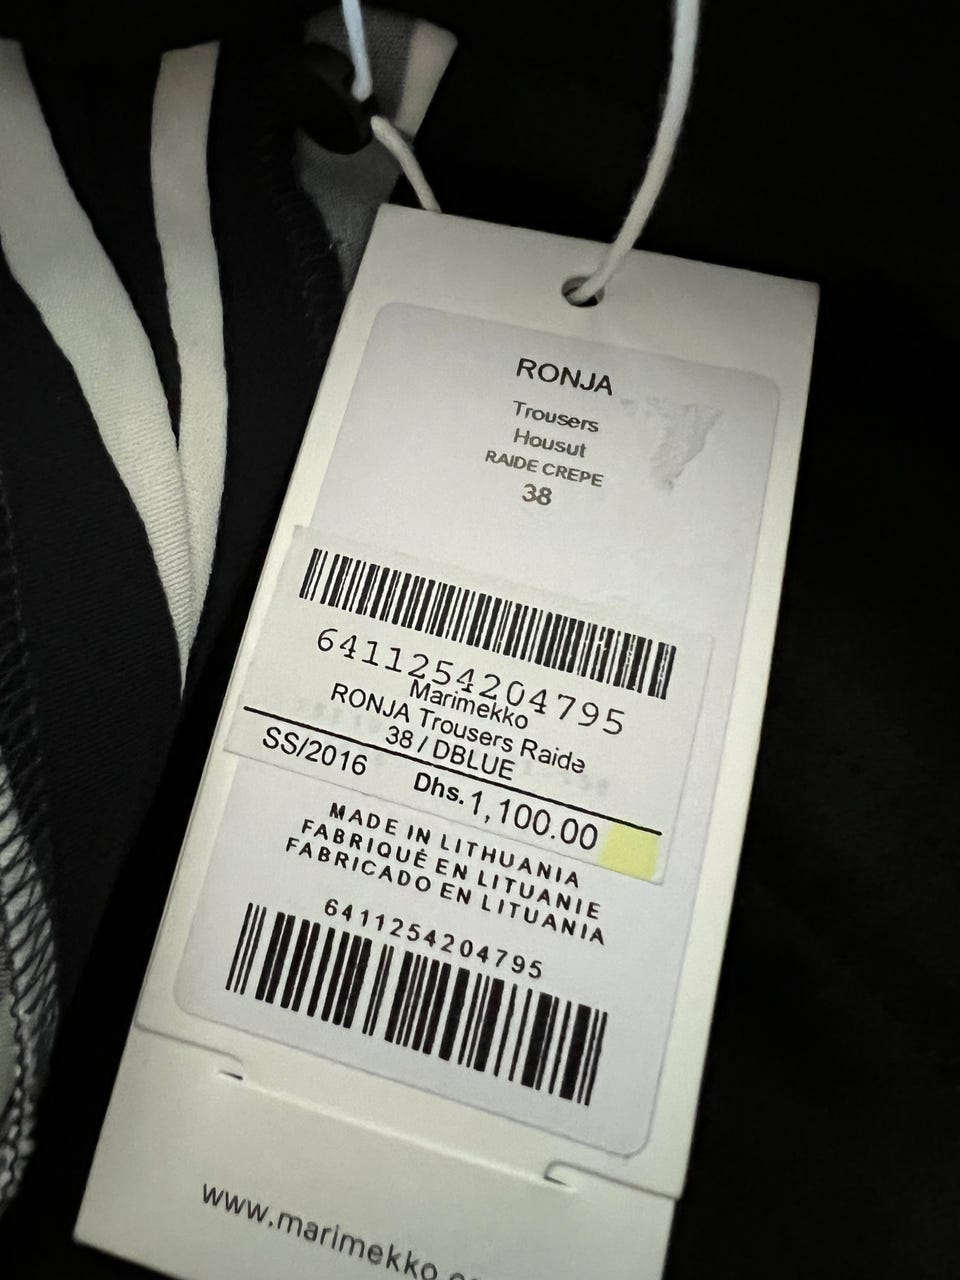 RONJA
Trousers
Housut
RAIDE CREPE
38
6411254204795
Marimekko
RONJA Trousers Raide
38 / DBLUE
SS/2016 Dhs. 1,100.00
MADE IN LITHUANIA
FABRIQUÉ EN LITUANIE
FABRICADO EN LITUANIA
6411254204795
www.marimekko